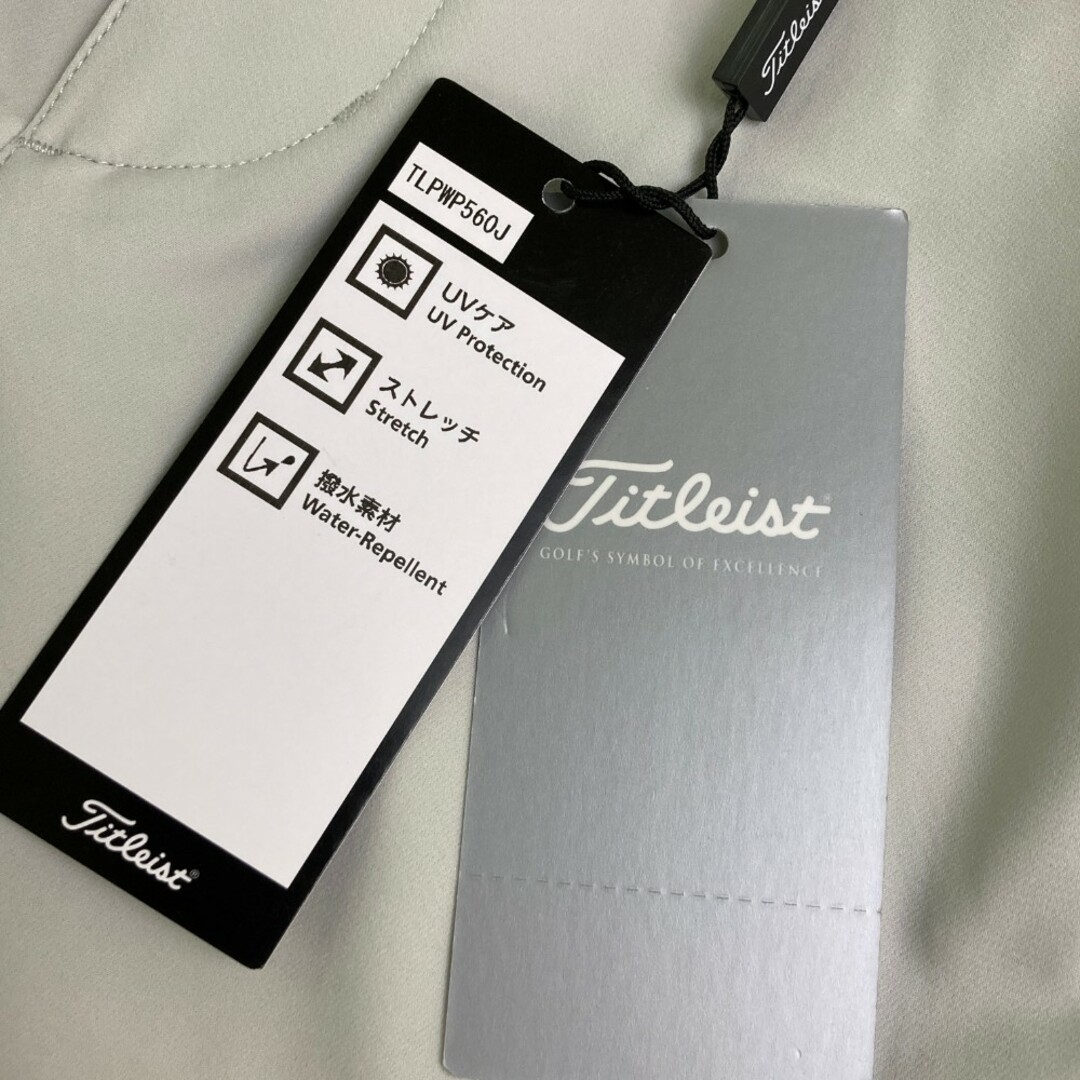 Titleist
TLPWP560J
UVケア
UV Protection
ストレッチ
Stretch
撥水素材
Water-Repellent
Titleist®
Titleist®
GOLF'S SYMBOL OF EXCELLENCE